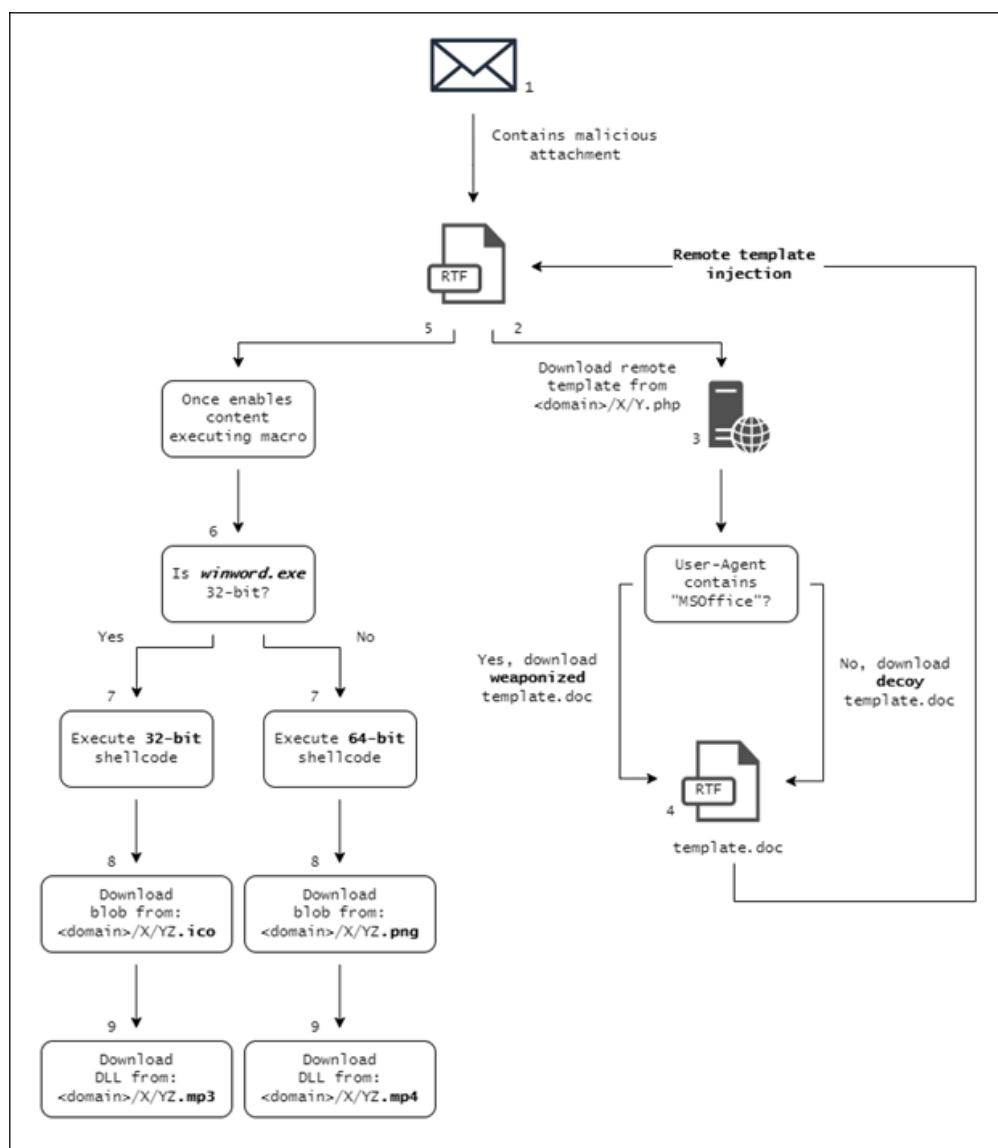 1
Contains malicious
attachment
RTF
Remote template
injection
5
2
Once enables
content
executing macro
Download remote
template from
<domain>/X/Y.php
3
6
Is winword.exe
32-bit?
User-Agent
contains
"MSOffice"?
Yes
No
Yes, download
weaponized
template.doc
No, download
decoy
template.doc
7
7
Execute 32-bit
shellcode
Execute 64-bit
shellcode
RTF
4
template.doc
8
8
Download
blob from:
<domain>/X/YZ.ico
Download
blob from:
<domain>/X/YZ.png
9
9
Download
DLL from:
<domain>/X/YZ.mp3
Download
DLL from:
<domain>/X/YZ.mp4